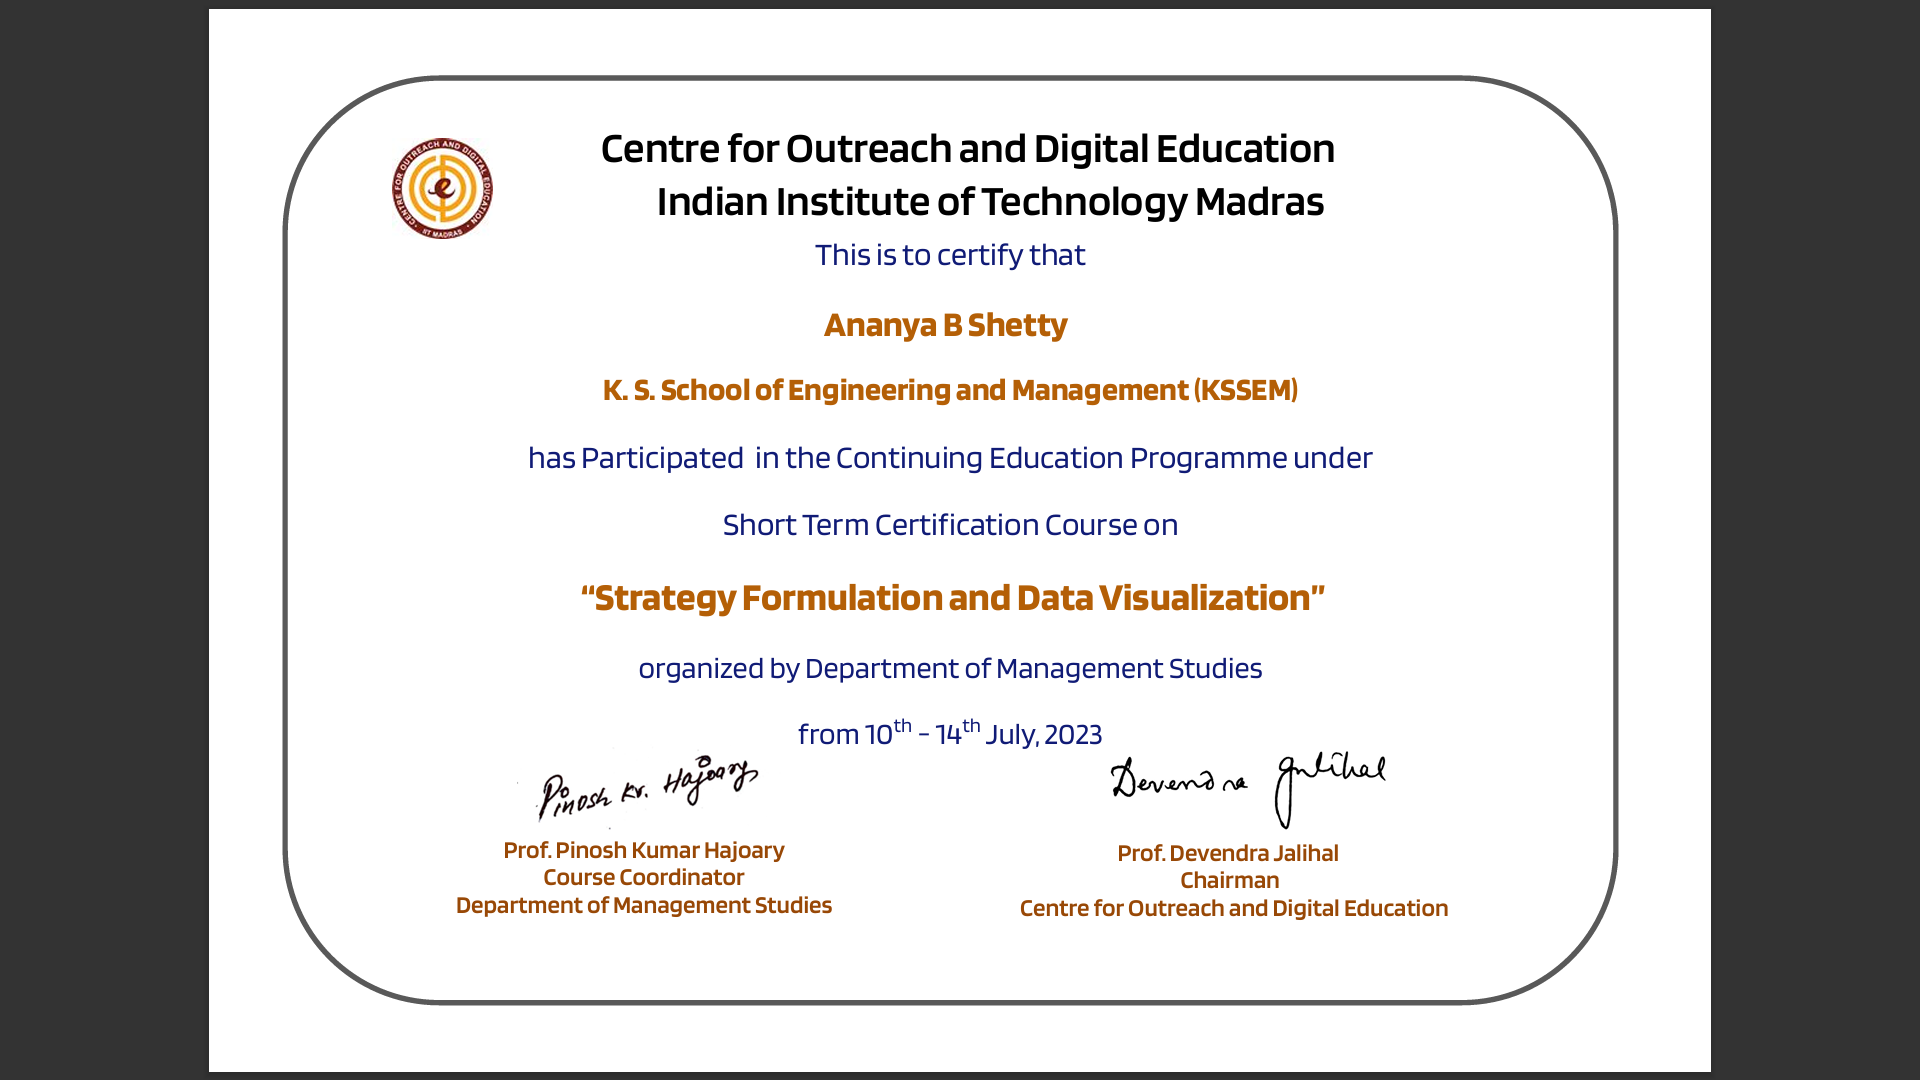 CENTRE FOR OUTREACH AND DIGITAL EDUCATION
IIT MADRAS
e
Centre for Outreach and Digital Education
Indian Institute of Technology Madras
This is to certify that
Ananya B Shetty
K. S. School of Engineering and Management (KSSEM)
has Participated in the Continuing Education Programme under
Short Term Certification Course on
“Strategy Formulation and Data Visualization”
organized by Department of Management Studies
from 10th - 14th July, 2023
Pinosh Kr. Hajoary
Prof. Pinosh Kumar Hajoary
Course Coordinator
Department of Management Studies
Devendra Jalihal
Prof. Devendra Jalihal
Chairman
Centre for Outreach and Digital Education